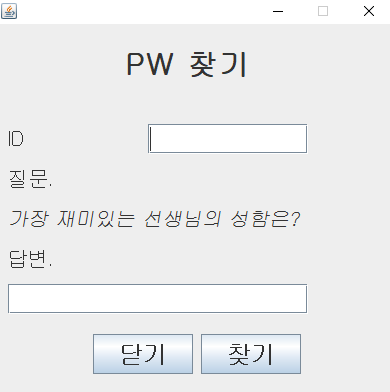 PW 찾기
ID
질문.
가장 재미있는 선생님의 성함은?
답변.
닫기 찾기